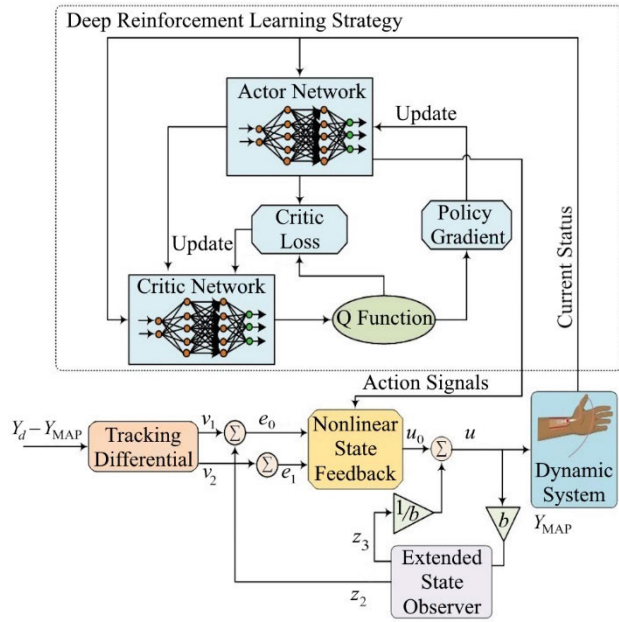 Deep Reinforcement Learning Strategy
Actor Network
Update
Critic
Loss
Policy
Gradient
Update
Critic Network
Q Function
Current Status
Action Signals
Y_d − Y_MAP
Tracking
Differential
v_1
v_2
Σ
e_0
Σ
e_1
Nonlinear
State
Feedback
u_0
Σ
u
Dynamic
System
1/b
b
Y_MAP
z_3
z_2
Extended
State
Observer